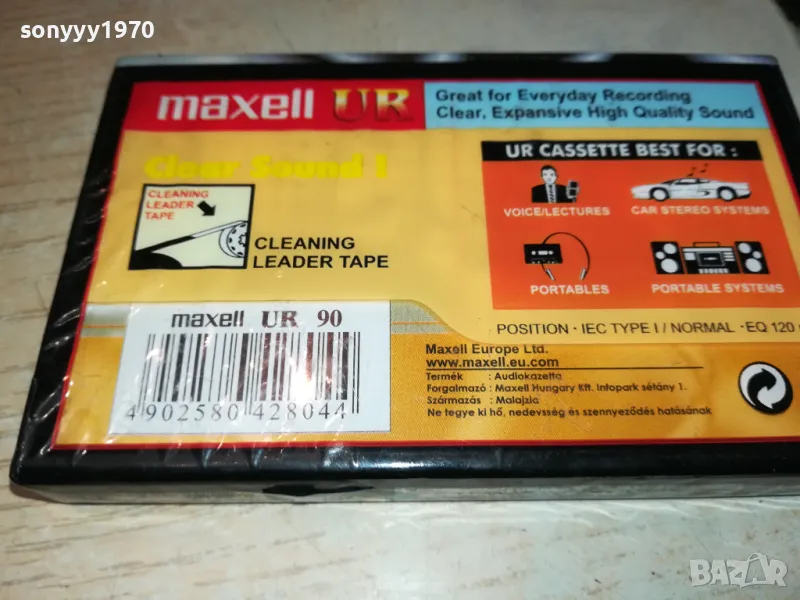 sonyyy1970
maxell UR
Great for Everyday Recording
Clear, Expansive High Quality Sound
Clear Sound !
CLEANING
LEADER
TAPE
CLEANING
LEADER TAPE
UR CASSETTE BEST FOR :
VOICE/LECTURES
CAR STEREO SYSTEMS
PORTABLES
PORTABLE SYSTEMS
POSITION · IEC TYPE I / NORMAL · EQ 120
maxell UR 90
4 902580 428044
Maxell Europe Ltd.
www.maxell.eu.com
Termék : Audiokazetta
Forgalmazó : Maxell Hungary Kft. Infopark sétány 1.
Származás : Malajzia
Ne tegye ki hő, nedvesség és szennyeződés hatásának
BAZAR